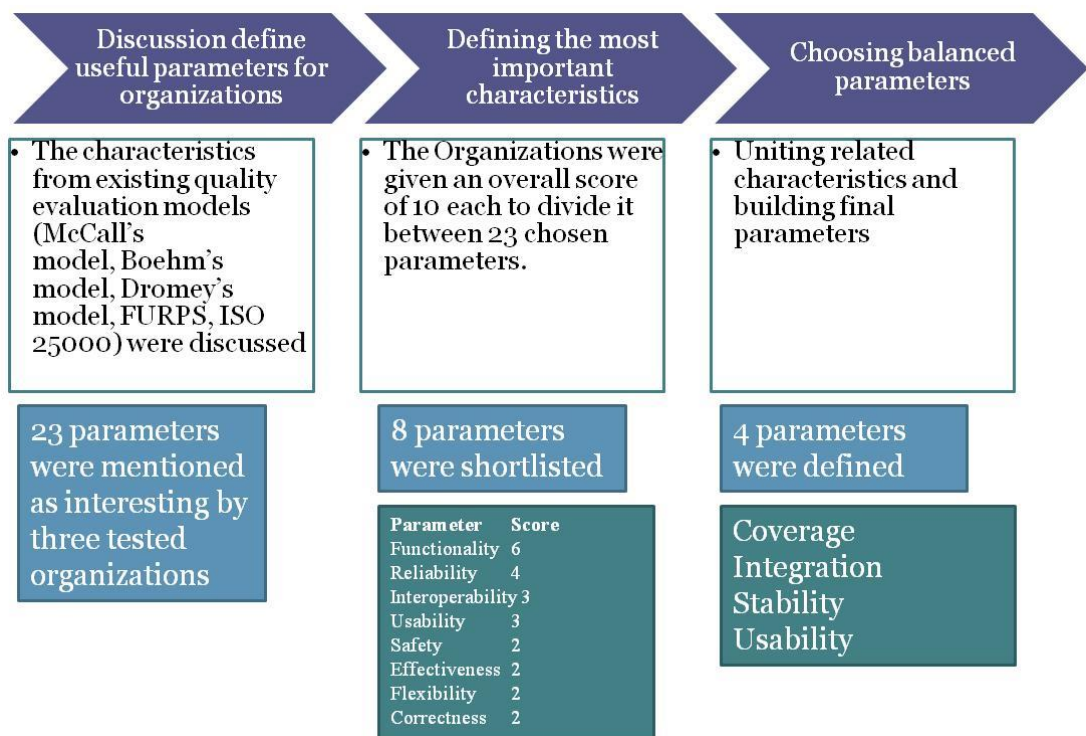 Discussion define
useful parameters for
organizations
Defining the most
important
characteristics
Choosing balanced
parameters
• The characteristics
from existing quality
evaluation models
(McCall's
model, Boehm's
model, Dromey's
model, FURPS, ISO
25000) were discussed
• The Organizations were
given an overall score
of 10 each to divide it
between 23 chosen
parameters.
• Uniting related
characteristics and
building final
parameters
23 parameters
were mentioned
as interesting by
three tested
organizations
8 parameters
were shortlisted
4 parameters
were defined
Parameter Score
Functionality 6
Reliability 4
Interoperability 3
Usability 3
Safety 2
Effectiveness 2
Flexibility 2
Correctness 2
Coverage
Integration
Stability
Usability